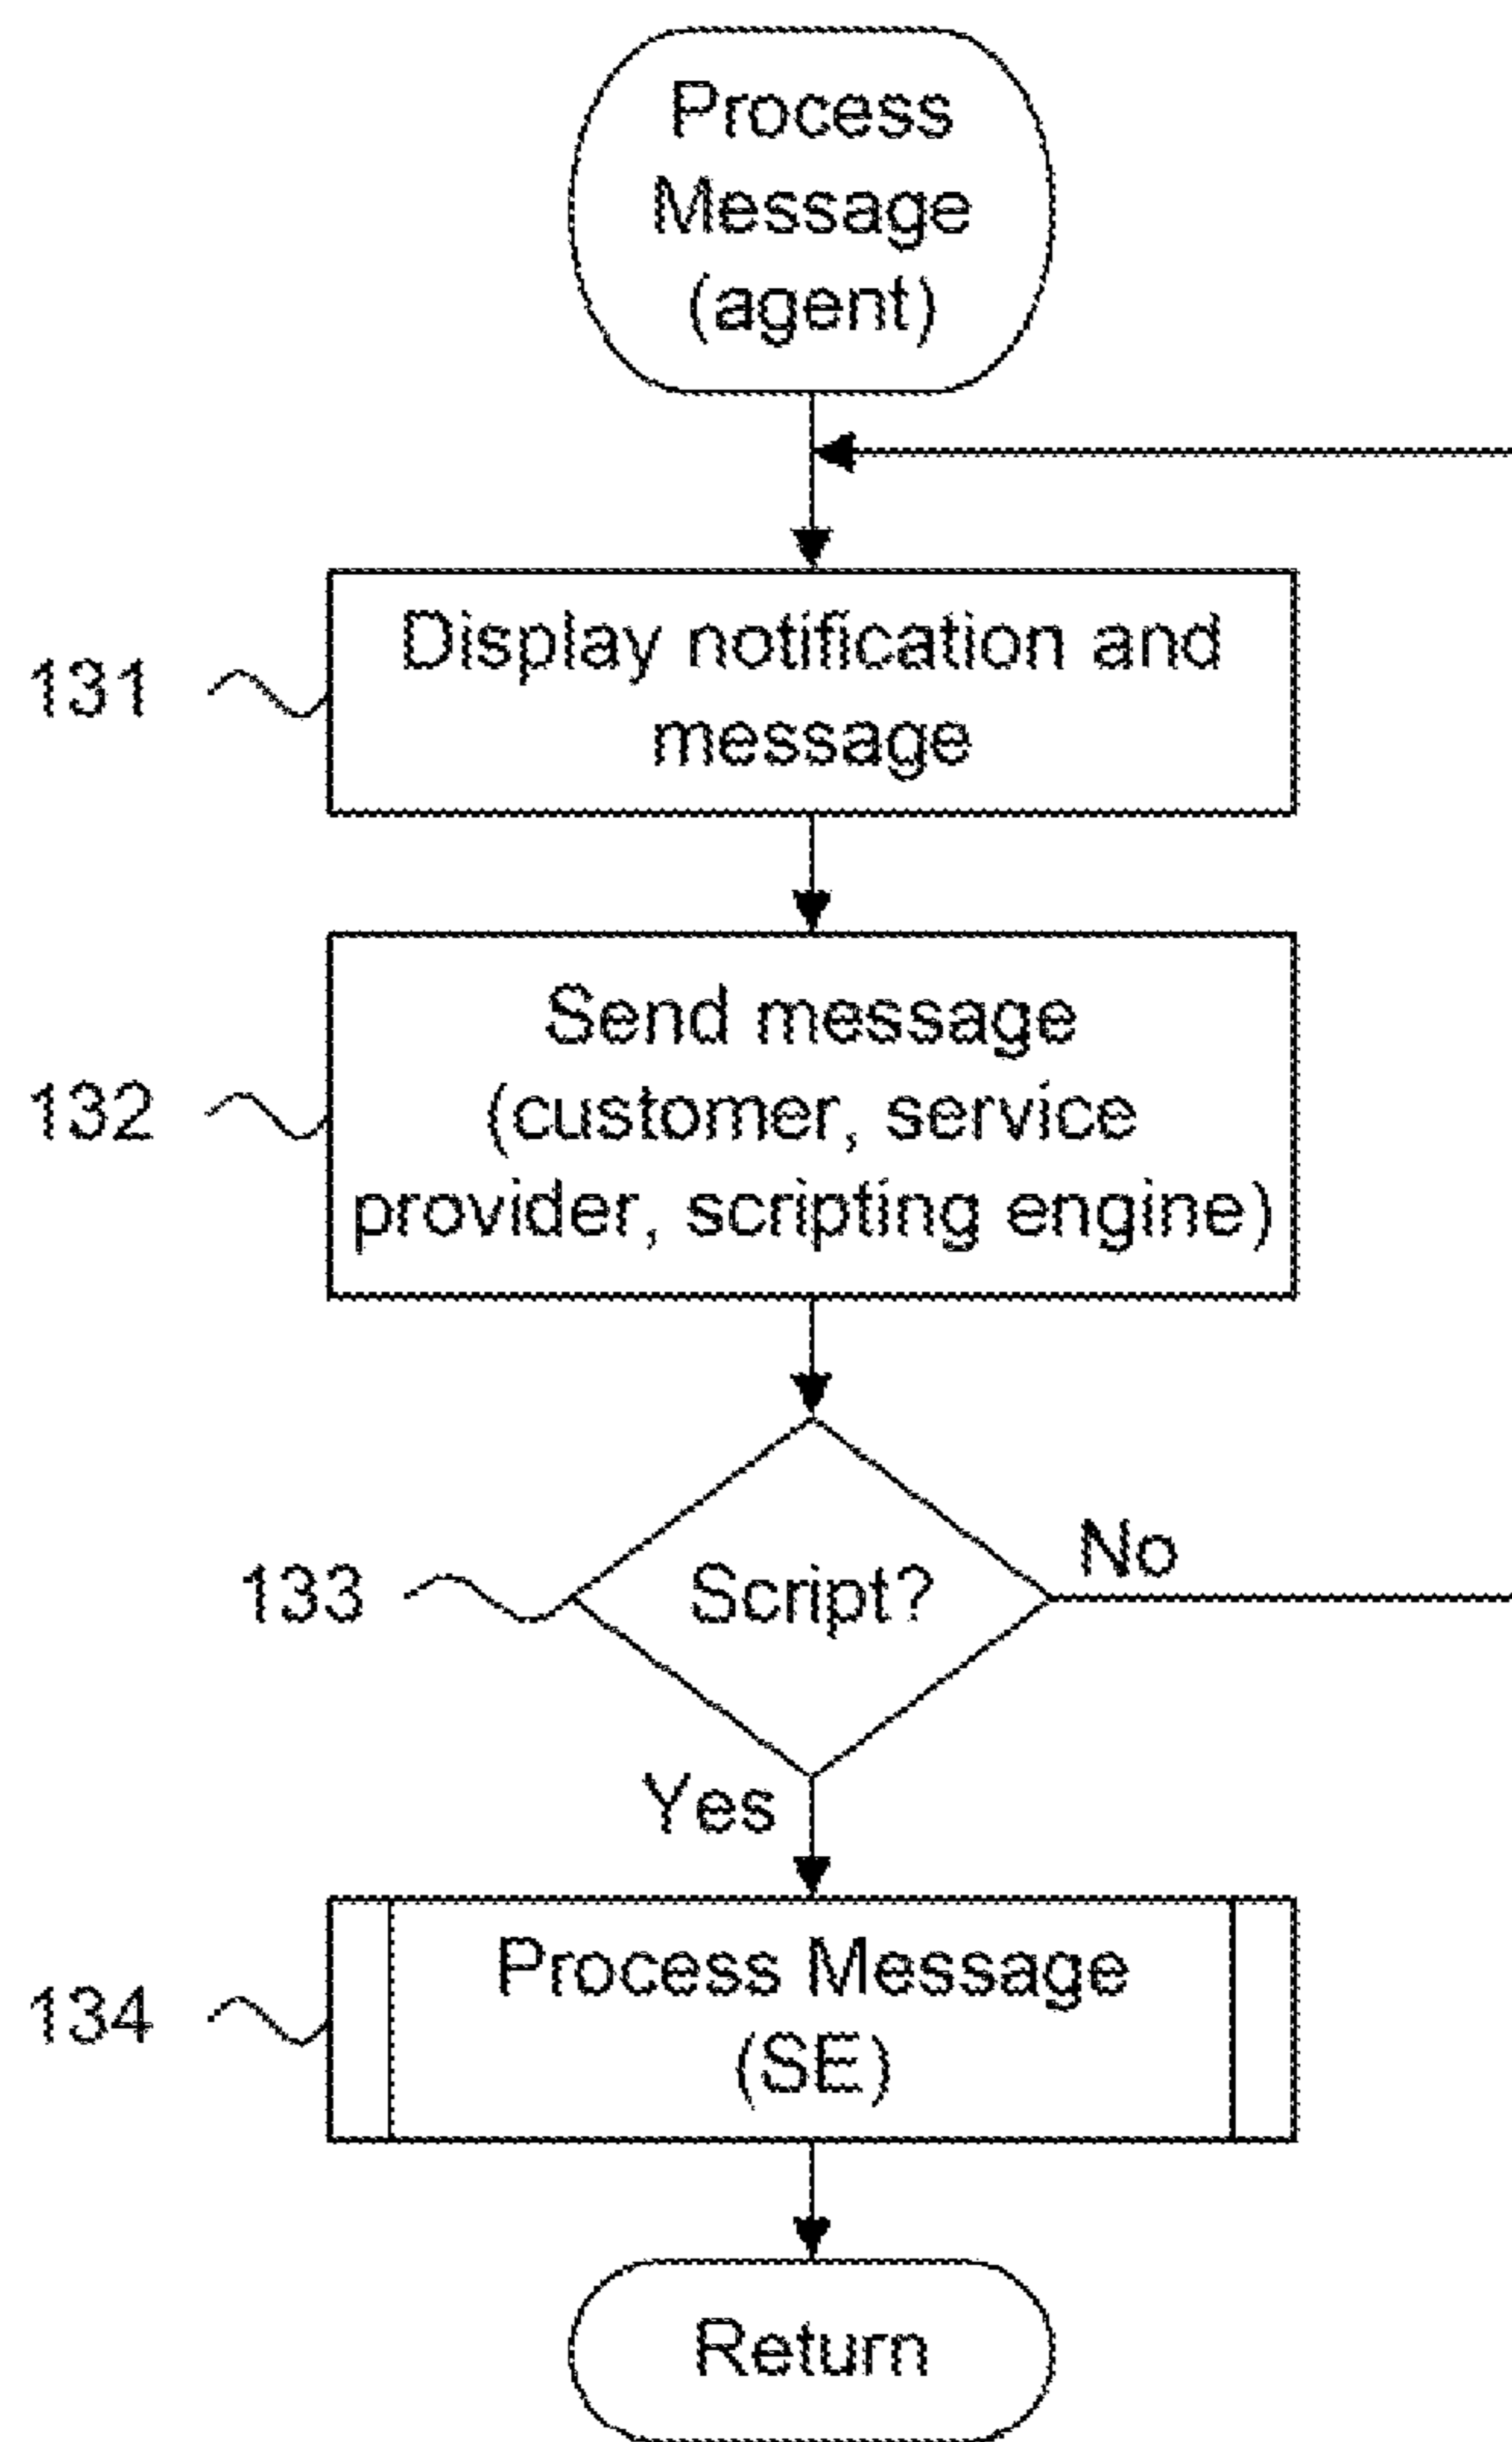 Process
Message
(agent)
131
Display notification and
message
132
Send message
(customer, service
provider, scripting engine)
133
Script?
No
Yes
134
Process Message
(SE)
Return